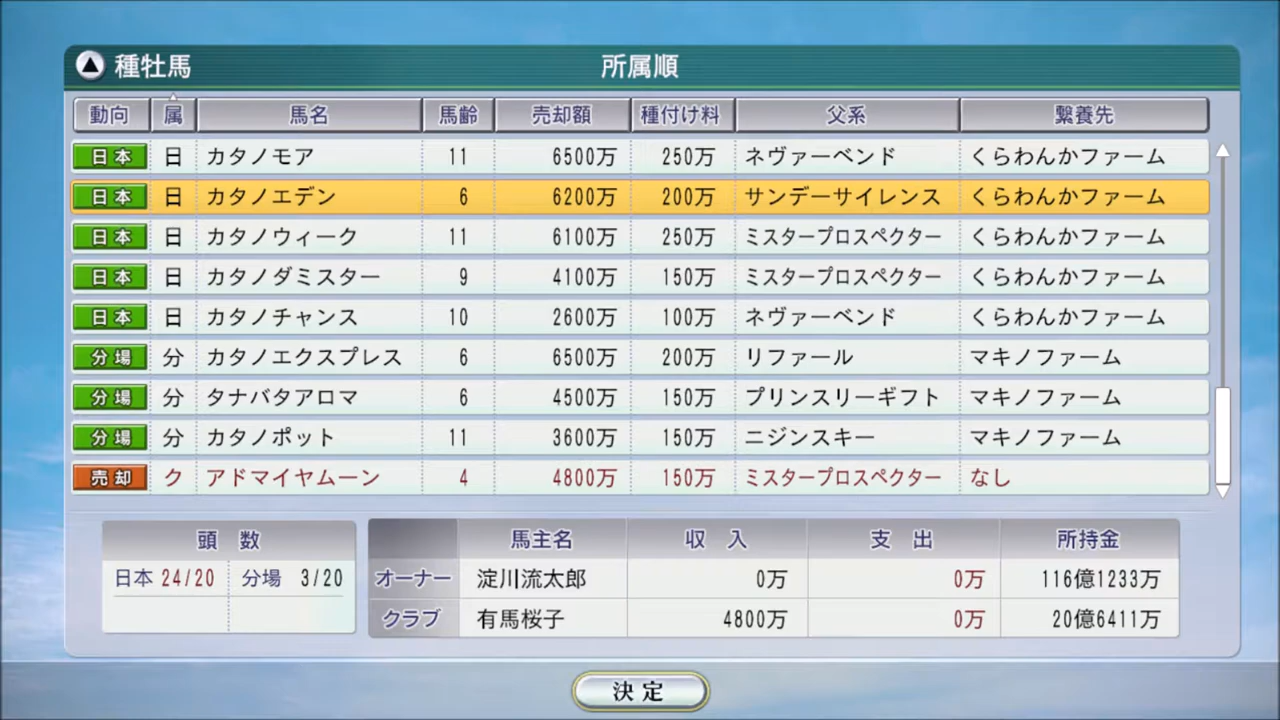 種牡馬 所属順
動向 属 馬名 馬齢 売却額 種付け料 父系 繋養先
日本 日 カタノモア 11 6500万 250万 ネヴァーベンド くらわんかファーム
日本 日 カタノエデン 6 6200万 200万 サンデーサイレンス くらわんかファーム
日本 日 カタノウィーク 11 6100万 250万 ミスタープロスペクター くらわんかファーム
日本 日 カタノダミスター 9 4100万 150万 ミスタープロスペクター くらわんかファーム
日本 日 カタノチャンス 10 2600万 100万 ネヴァーベンド くらわんかファーム
分場 分 カタノエクスプレス 6 6500万 200万 リファール マキノファーム
分場 分 タナバタアロマ 6 4500万 150万 プリンスリーギフト マキノファーム
分場 分 カタノポット 11 3600万 150万 ニジンスキー マキノファーム
売却 ク アドマイヤムーン 4 4800万 150万 ミスタープロスペクター なし
頭数
日本 24/20 分場 3/20
馬主名 収入 支出 所持金
オーナー 淀川流太郎 0万 0万 116億1233万
クラブ 有馬桜子 4800万 0万 20億6411万
決定